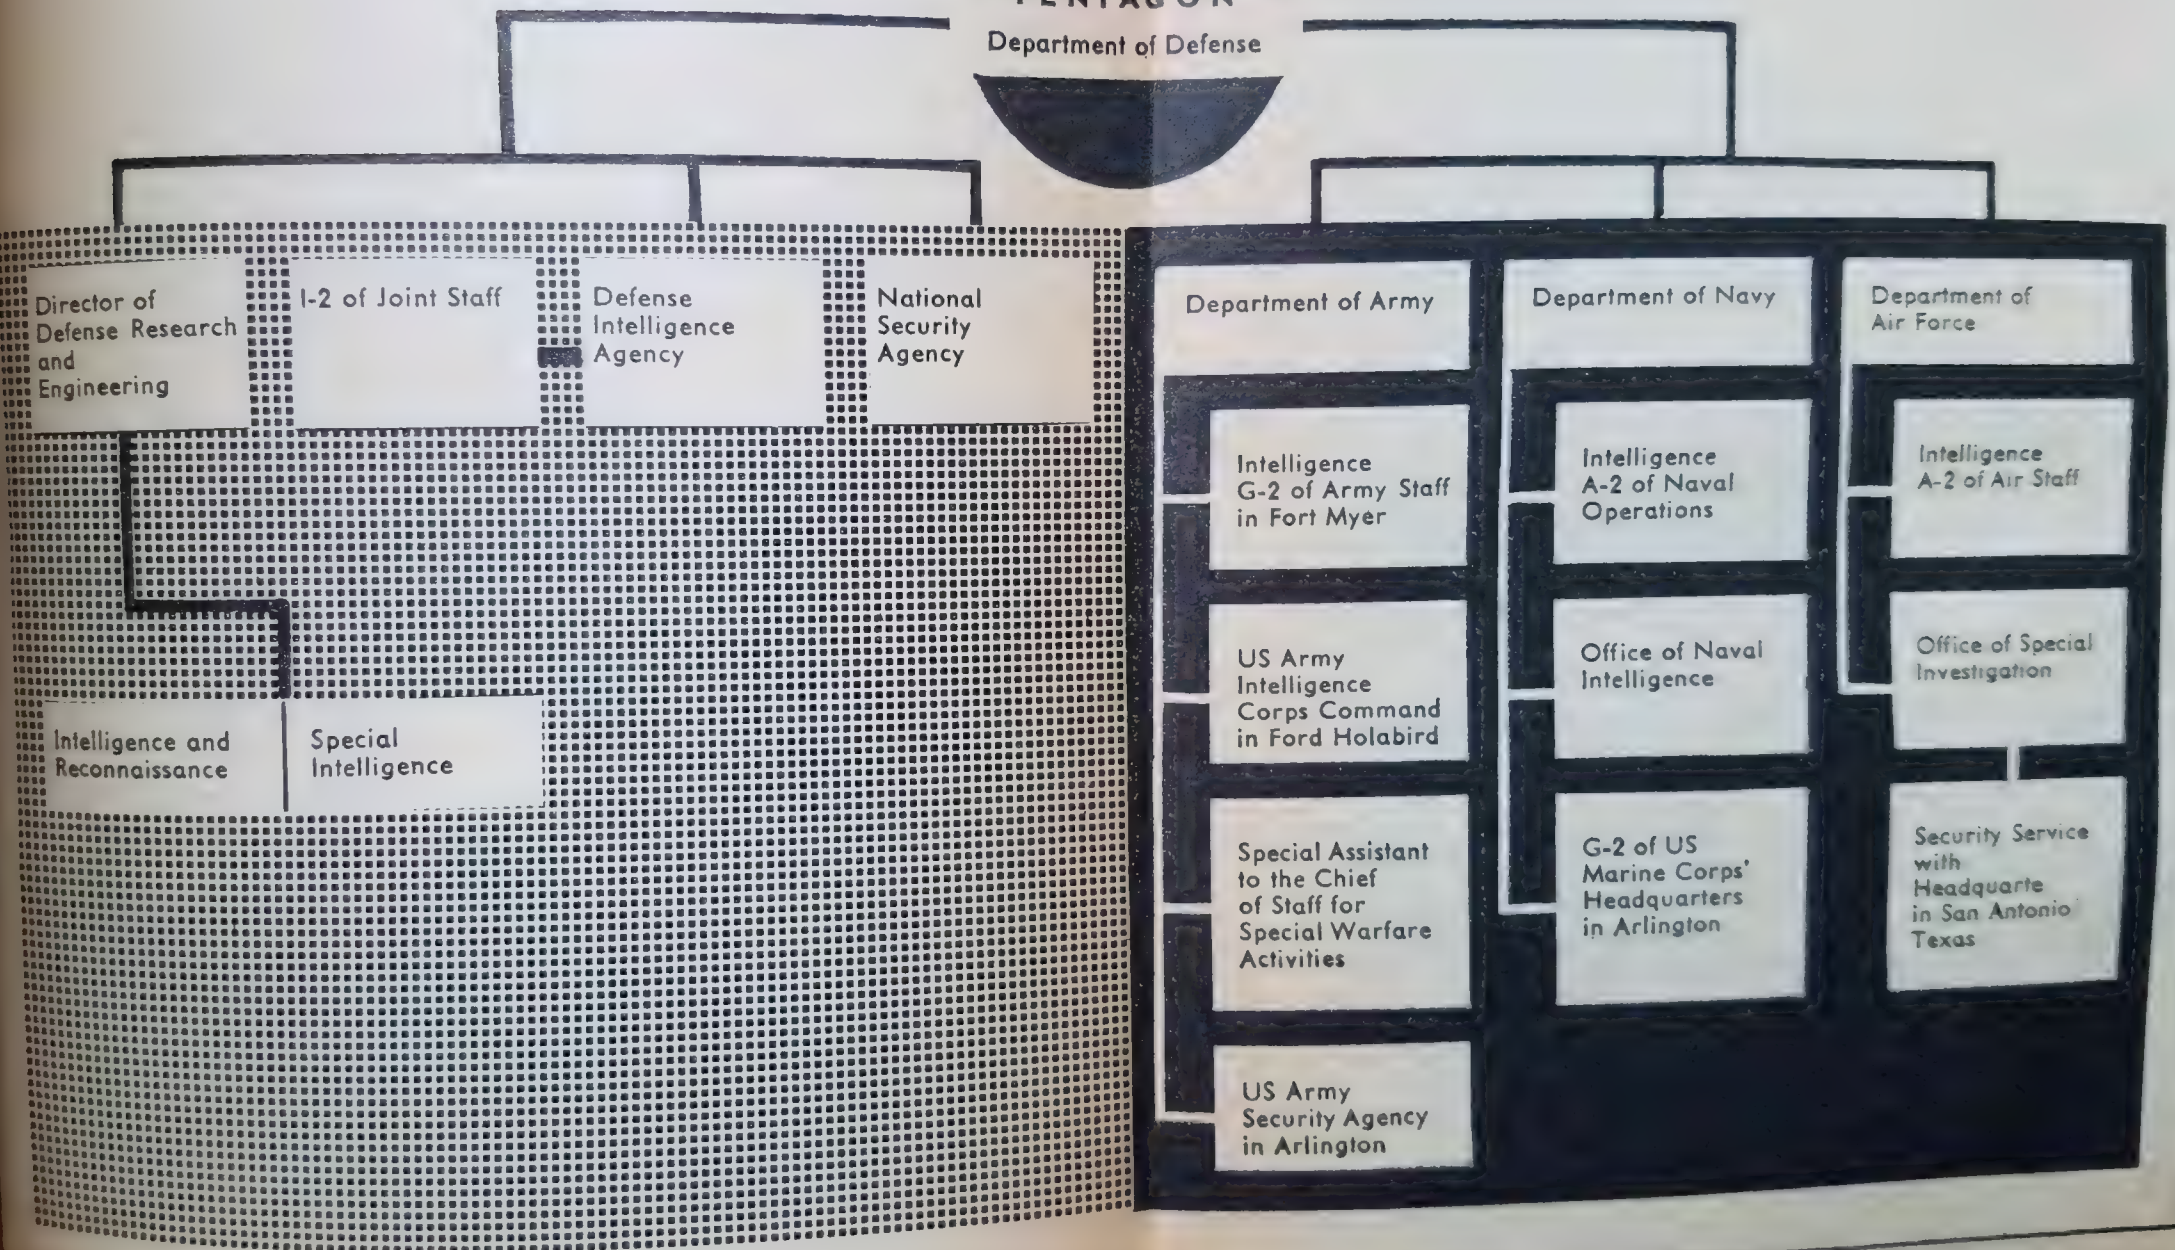 PENTAGON
Department of Defense
Director of
Defense Research
and
Engineering
I-2 of Joint Staff
Defense
Intelligence
Agency
National
Security
Agency
Intelligence and
Reconnaissance
Special
Intelligence
Department of Army
Intelligence
G-2 of Army Staff
in Fort Myer
US Army
Intelligence
Corps Command
in Ford Holabird
Special Assistant
to the Chief
of Staff for
Special Warfare
Activities
US Army
Security Agency
in Arlington
Department of Navy
Intelligence
A-2 of Naval
Operations
Office of Naval
Intelligence
G-2 of US
Marine Corps'
Headquarters
in Arlington
Department of
Air Force
Intelligence
A-2 of Air Staff
Office of Special
Investigation
Security Service
with
Headquarte
in San Antonio
Texas